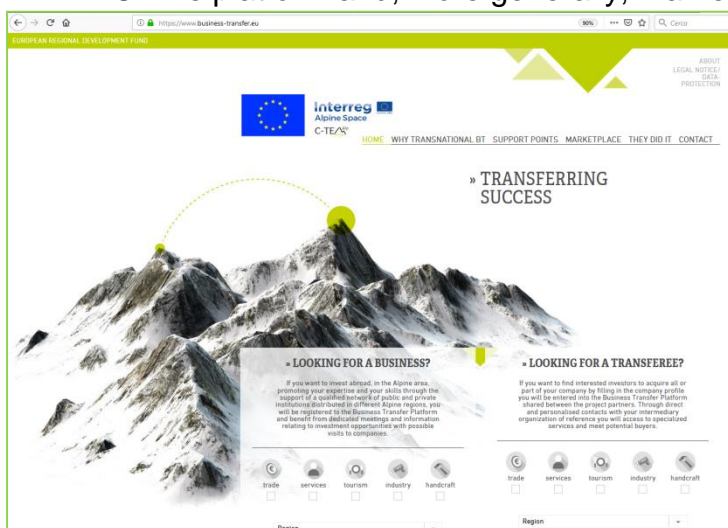 https://www.business-transfer.eu
90%
Cerca
EUROPEAN REGIONAL DEVELOPMENT FUND
ABOUT
LEGAL NOTICE/
DATA-
PROTECTION
Interreg
Alpine Space
C-TEMAlp
HOME WHY TRANSNATIONAL BT SUPPORT POINTS MARKETPLACE THEY DID IT CONTACT
» TRANSFERRING
SUCCESS
» LOOKING FOR A BUSINESS?
If you want to invest abroad, in the Alpine area,
promoting your expertise and your skills through the
support of a qualified network of public and private
institutions distributed in different Alpine regions, you
will be registered to the Business Transfer Platform
and benefit from dedicated meetings and information
relating to investment opportunities with possible
visits to companies.
trade services tourism industry handcraft
Region
» LOOKING FOR A TRANSFEREE?
If you want to find interested investors to acquire all or
part of your company by filling in the company profile
you will be entered into the Business Transfer Platform
shared between the project partners. Through direct
and personalised contacts with your intermediary
organization of reference you will access to specialized
services and meet potential buyers.
trade services tourism industry handcraft
Region